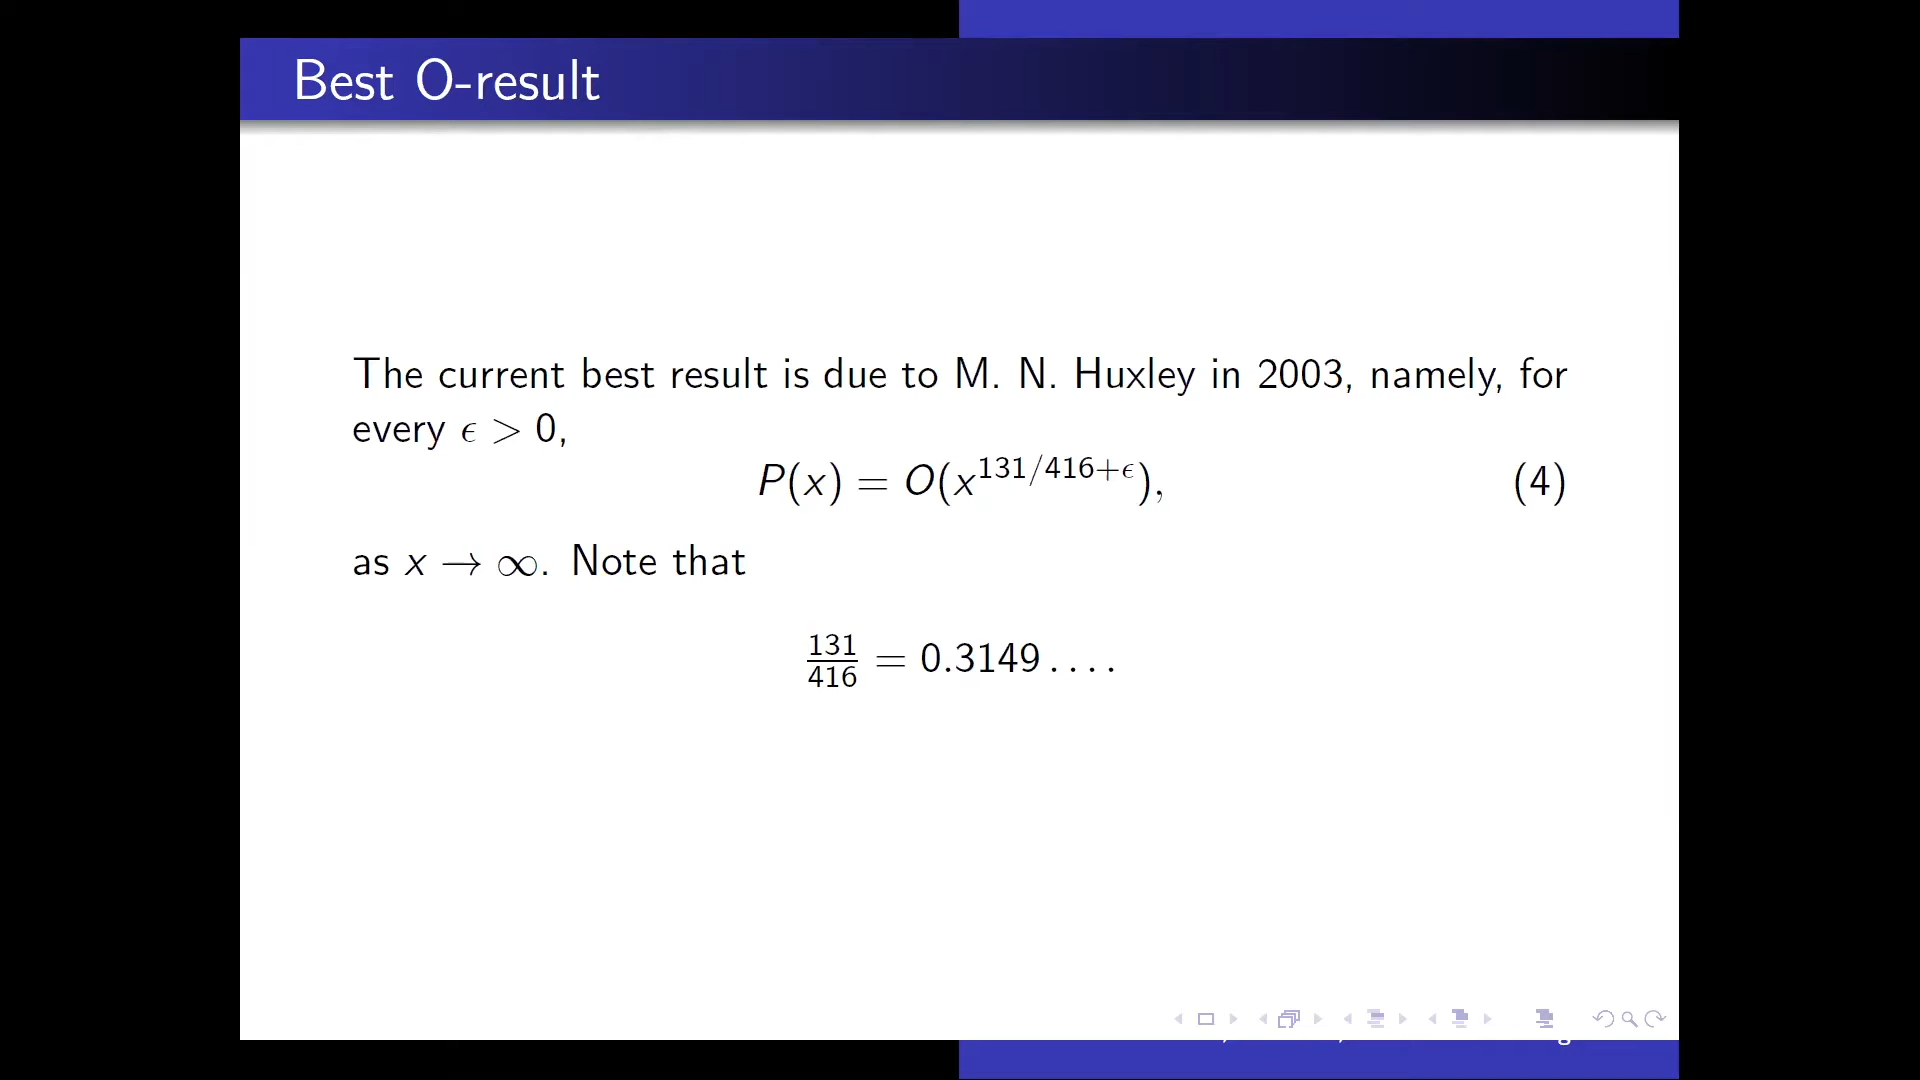 Best O-result
The current best result is due to M. N. Huxley in 2003, namely, for
every ϵ > 0,
P(x) = O(x^{131/416+ϵ}), (4)
as x → ∞. Note that
131/416 = 0.3149 . . . .